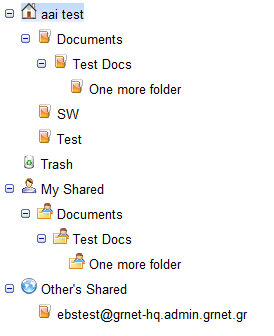 aai test
Documents
Test Docs
One more folder
SW
Test
Trash
My Shared
Documents
Test Docs
One more folder
Other's Shared
ebstest@grnet-hq.admin.grnet.gr